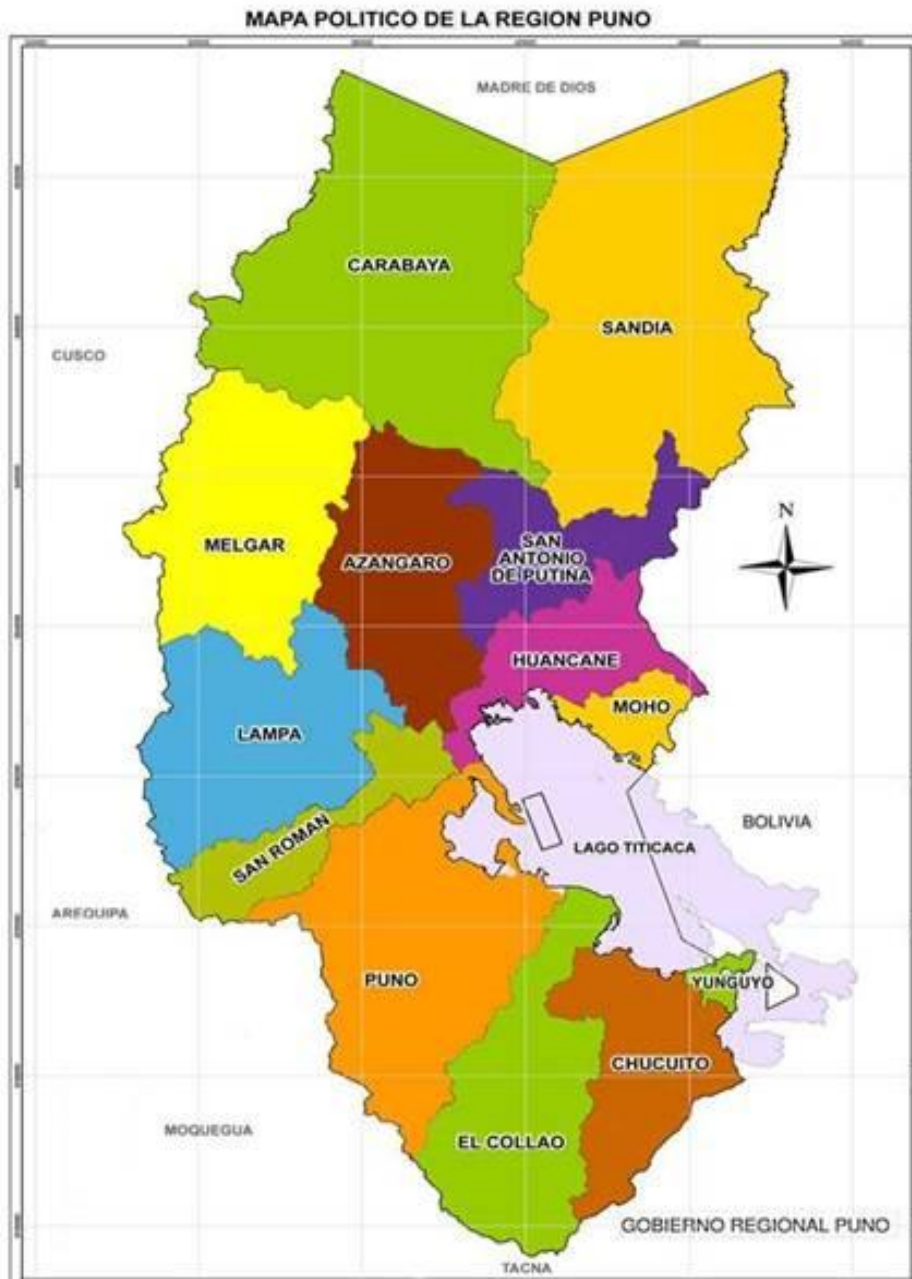 MAPA POLITICO DE LA REGION PUNO
MADRE DE DIOS
CARABAYA
SANDIA
CUSCO
N
MELGAR
AZANGARO
SAN
ANTONIO
DE PUTINA
HUANCANE
MOHO
LAMPA
SAN ROMAN
LAGO TITICACA
BOLIVIA
AREQUIPA
PUNO
YUNGUYO
CHUCUITO
MOQUEGUA
EL COLLAO
GOBIERNO REGIONAL PUNO
TACNA